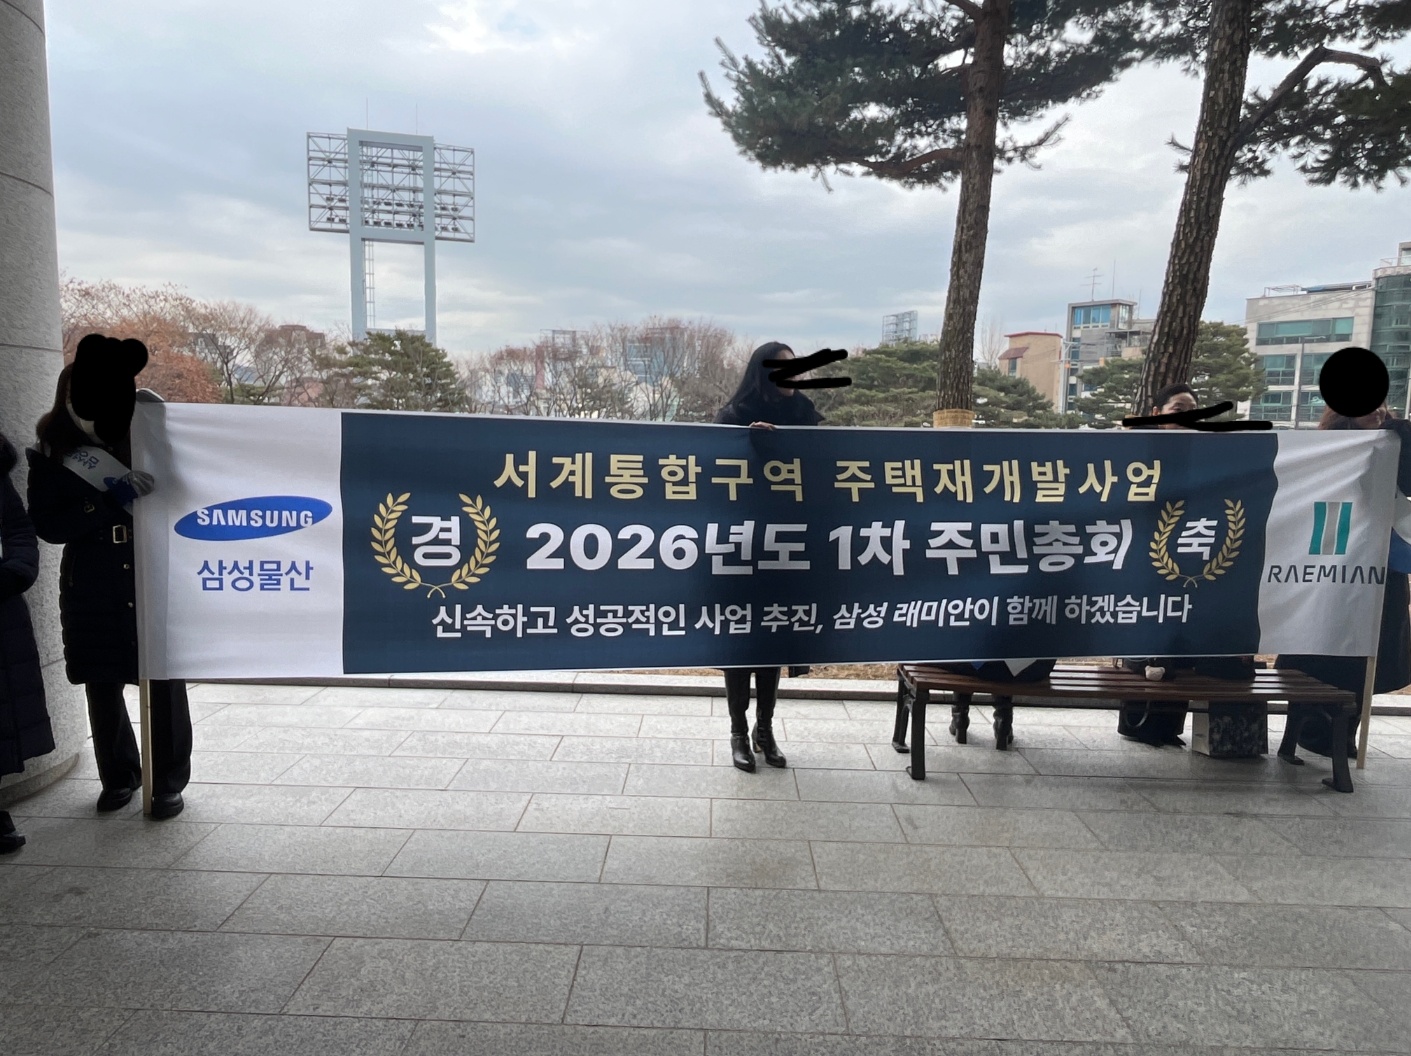 서계통합구역 주택재개발사업
경 2026년도 1차 주민총회 축
신속하고 성공적인 사업 추진, 삼성 래미안이 함께 하겠습니다
SAMSUNG
삼성물산
RAEMIAN